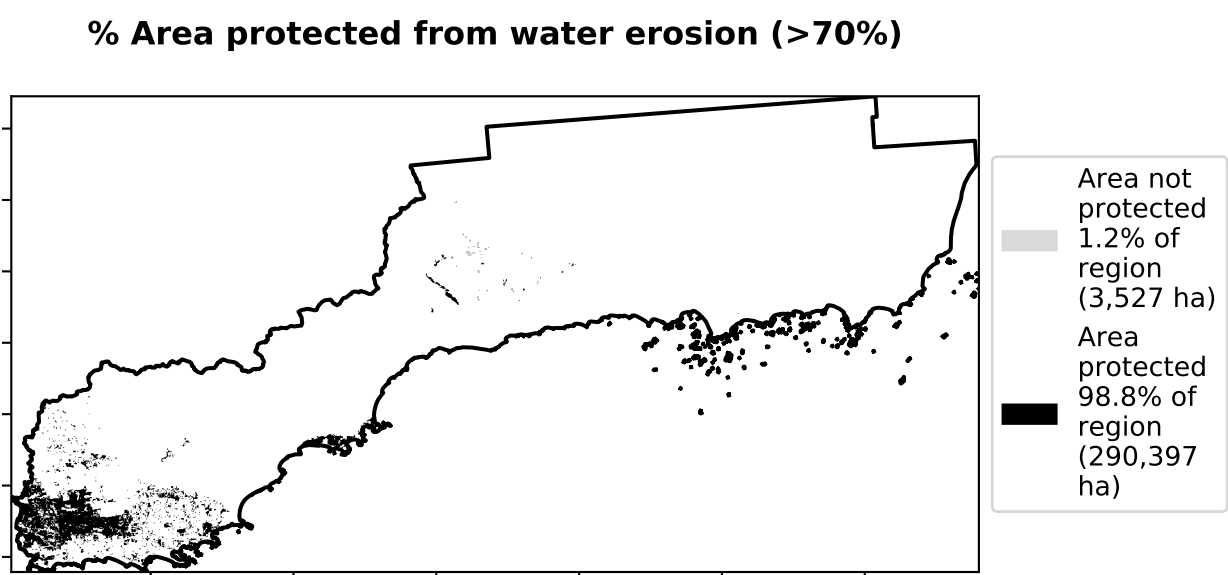 % Area protected from water erosion (>70%)
Area not
protected
1.2% of
region
(3,527 ha)
Area
protected
98.8% of
region
(290,397
ha)